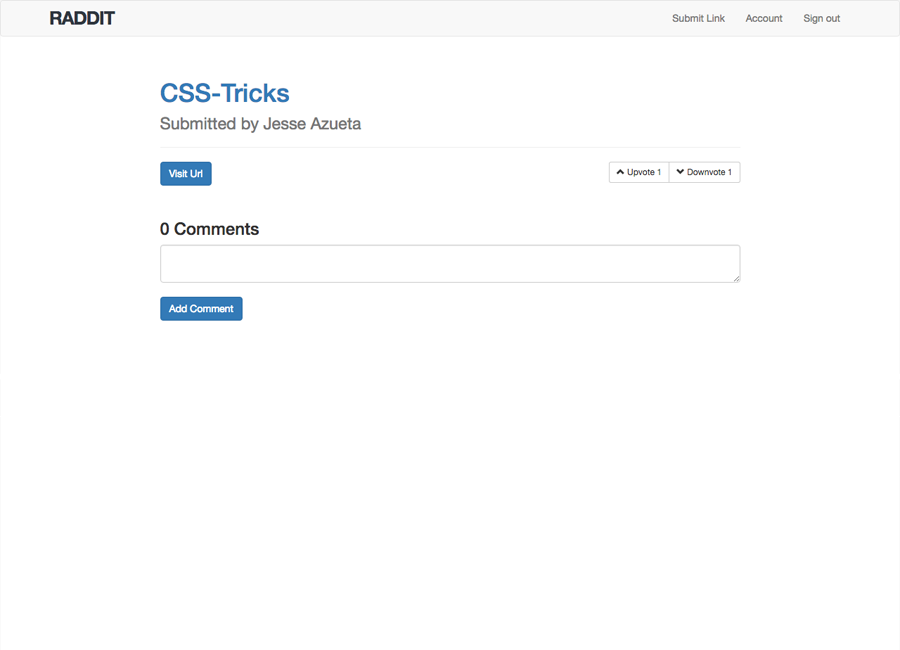 RADDIT Submit Link Account Sign out
CSS-Tricks
Submitted by Jesse Azueta
Visit Url Upvote 1 Downvote 1
0 Comments
Add Comment